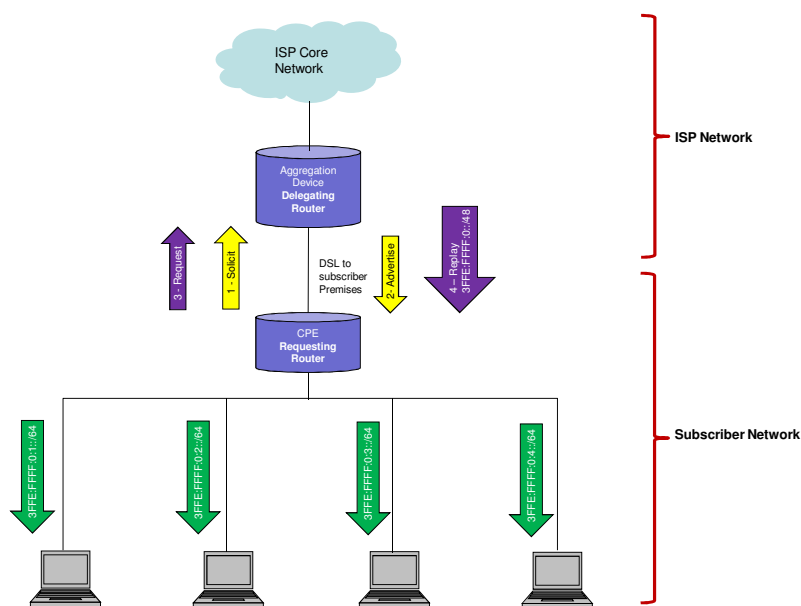 ISP Core
Network
ISP Network
Aggregation
Device
Delegating
Router
3 - Request
1 - Solicit
DSL to
subscriber
Premises
2- Advertise
4 – Replay
3FFE:FFFF:0::/48
CPE
Requesting
Router
Subscriber Network
3FFE:FFFF:0:1::/64
3FFE:FFFF:0:2::/64
3FFE:FFFF:0:3::/64
3FFE:FFFF:0:4::/64